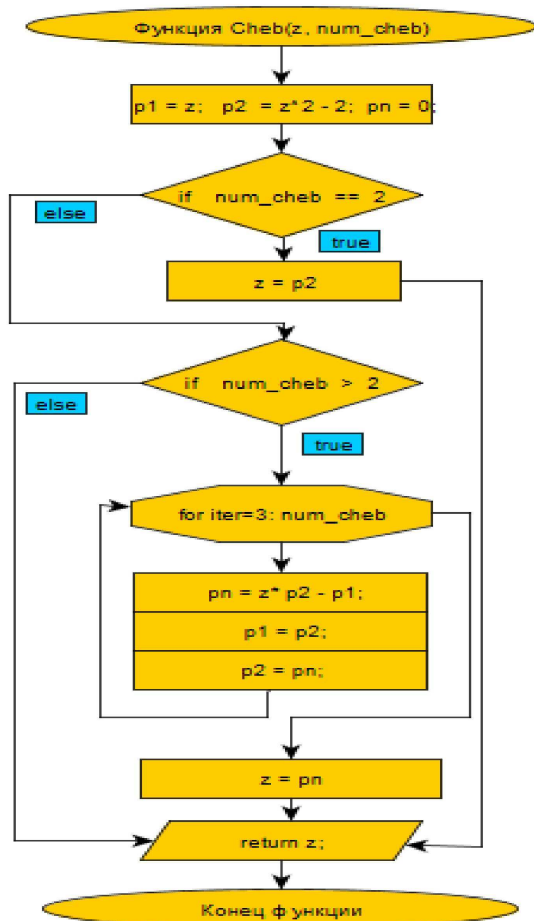 Функция Cheb(z, num_cheb)
p1 = z; p2 = z* 2 - 2; pn = 0;
if num_cheb == 2
else
true
z = p2
if num_cheb > 2
else
true
for iter=3: num_cheb
pn = z* p2 - p1;
p1 = p2;
p2 = pn;
z = pn
return z;
Конец функции